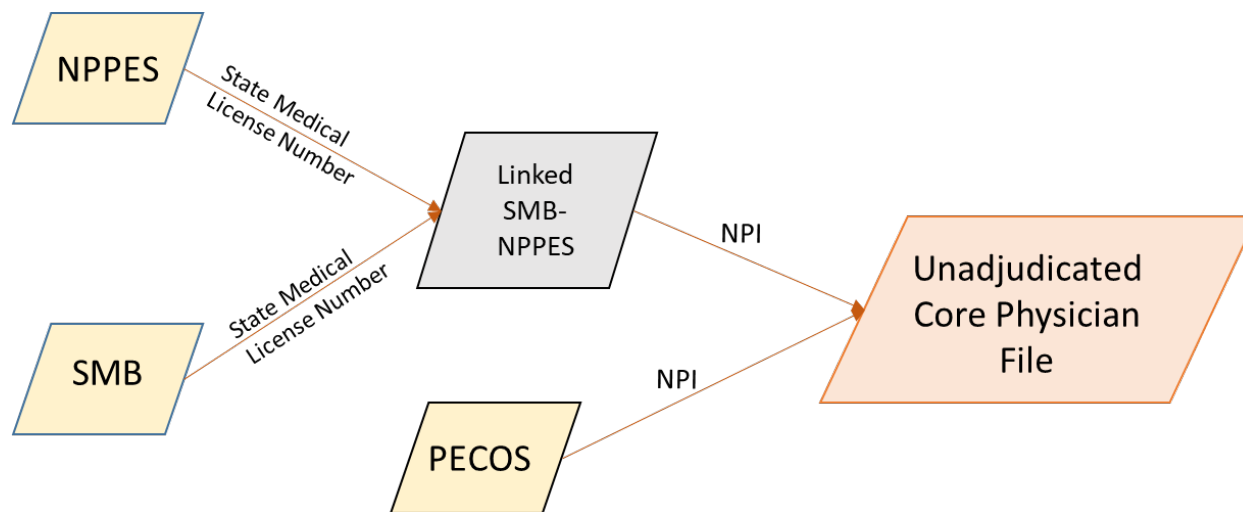 NPPES
State Medical
License Number
Linked
SMB-
NPPES
NPI
Unadjudicated
Core Physician
File
State Medical
License Number
SMB
NPI
PECOS